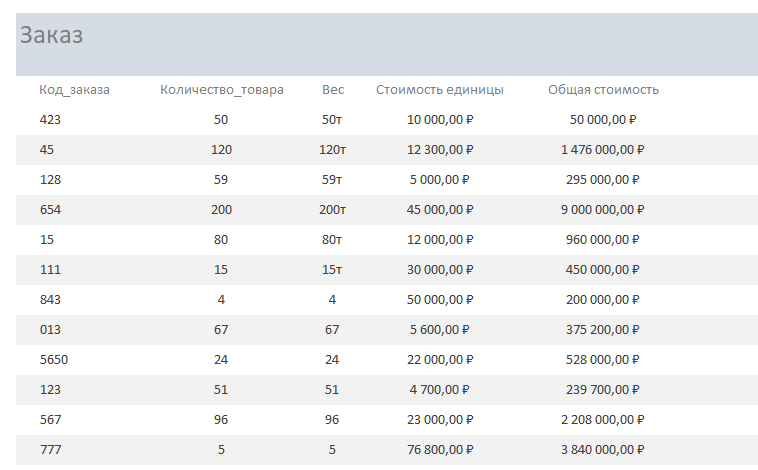 Заказ
Код_заказа Количество_товара Вес Стоимость единицы Общая стоимость
423 50 50т 10 000,00 ₽ 50 000,00 ₽
45 120 120т 12 300,00 ₽ 1 476 000,00 ₽
128 59 59т 5 000,00 ₽ 295 000,00 ₽
654 200 200т 45 000,00 ₽ 9 000 000,00 ₽
15 80 80т 12 000,00 ₽ 960 000,00 ₽
111 15 15т 30 000,00 ₽ 450 000,00 ₽
843 4 4 50 000,00 ₽ 200 000,00 ₽
013 67 67 5 600,00 ₽ 375 200,00 ₽
5650 24 24 22 000,00 ₽ 528 000,00 ₽
123 51 51 4 700,00 ₽ 239 700,00 ₽
567 96 96 23 000,00 ₽ 2 208 000,00 ₽
777 5 5 76 800,00 ₽ 3 840 000,00 ₽